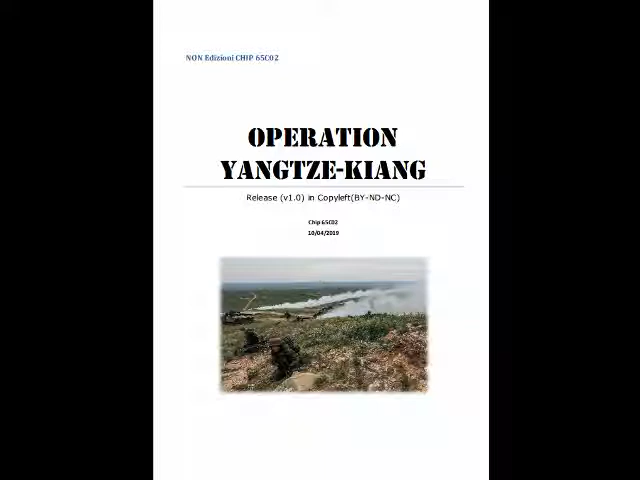 NON Edizioni CHIP 65C02
OPERATION
YANGTZE-KIANG
Release (v1.0) in Copyleft(BY-ND-NC)
Chip 65C02
10/04/2019